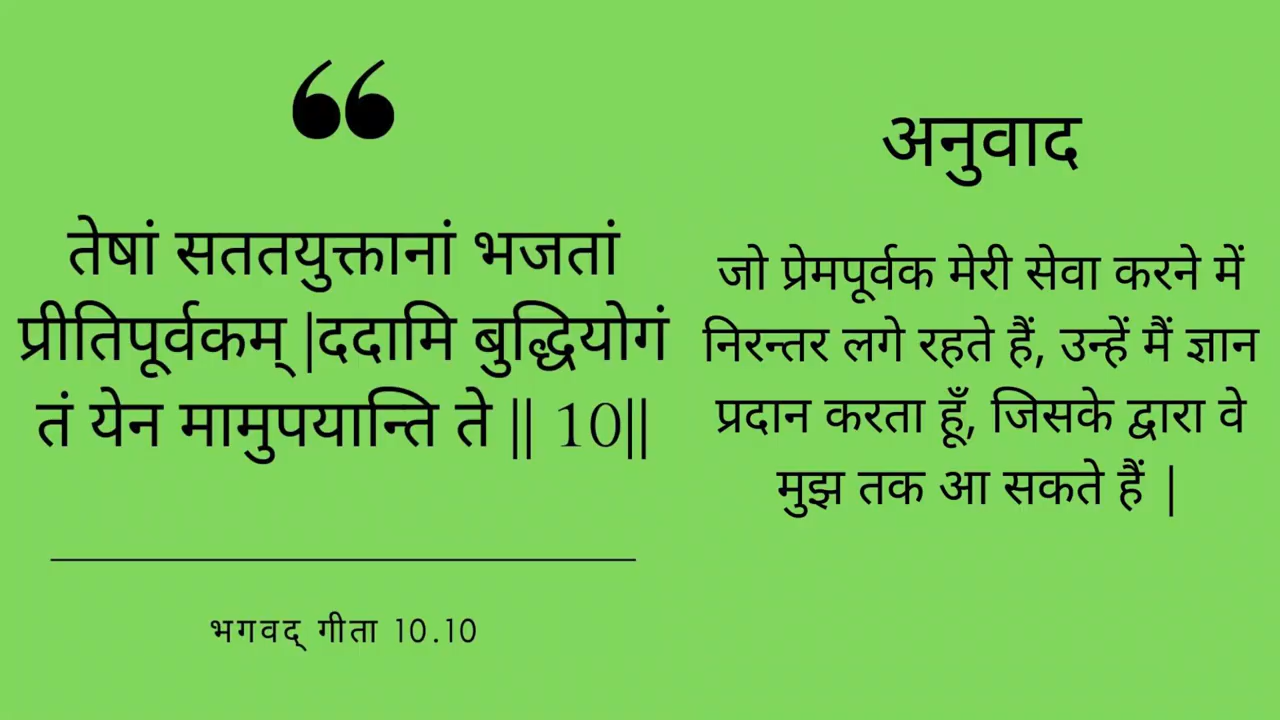 “
तेषां सततयुक्तानां भजतां
प्रीतिपूर्वकम् |ददामि बुद्धियोगं
तं येन मामुपयान्ति ते || 10||
भगवद् गीता 10.10
अनुवाद
जो प्रेमपूर्वक मेरी सेवा करने में
निरन्तर लगे रहते हैं, उन्हें मैं ज्ञान
प्रदान करता हूँ, जिसके द्वारा वे
मुझ तक आ सकते हैं |